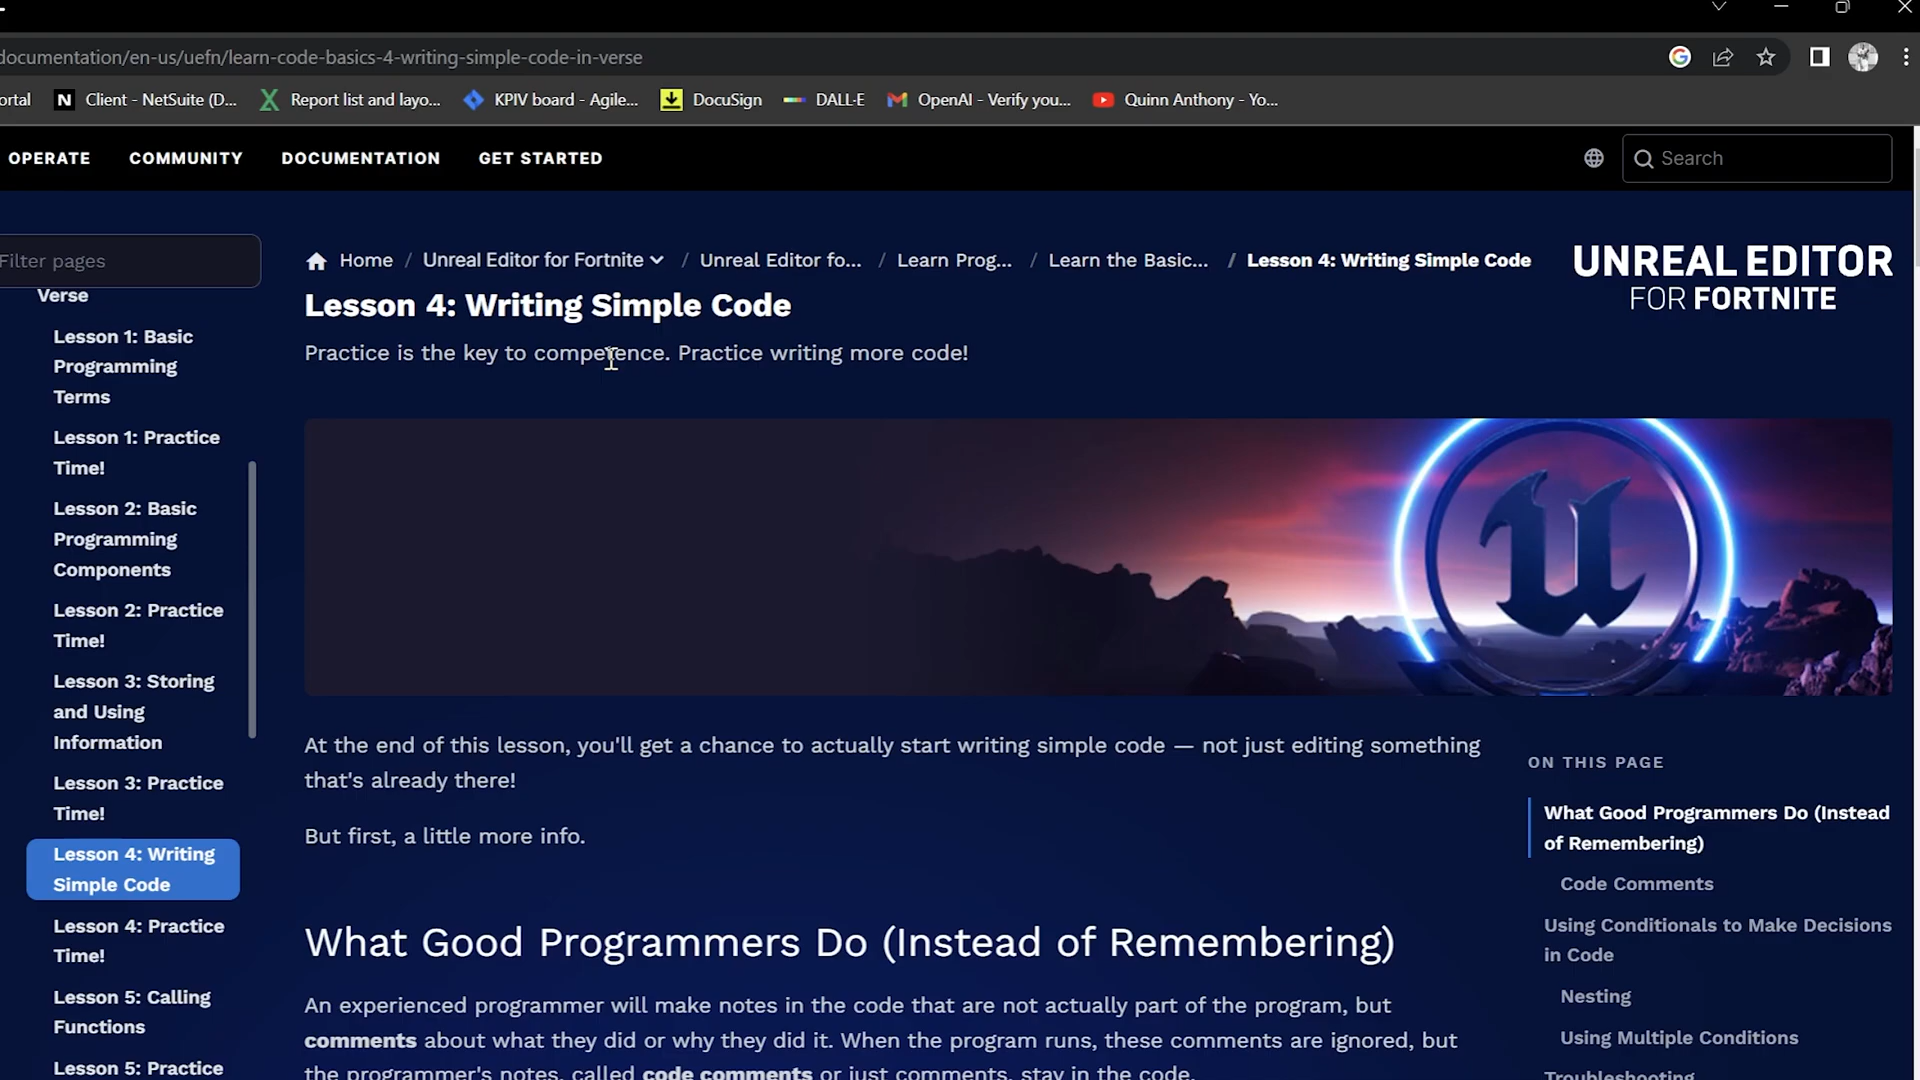 documentation/en-us/uefn/learn-code-basics-4-writing-simple-code-in-verse
ortal
Client - NetSuite (D...
Report list and layo...
KPIV board - Agile...
DocuSign
DALL-E
OpenAI - Verify you...
Quinn Anthony - Yo...
OPERATE
COMMUNITY
DOCUMENTATION
GET STARTED
Search
Filter pages
Verse
Lesson 1: Basic
Programming
Terms
Lesson 1: Practice
Time!
Lesson 2: Basic
Programming
Components
Lesson 2: Practice
Time!
Lesson 3: Storing
and Using
Information
Lesson 3: Practice
Time!
Lesson 4: Writing
Simple Code
Lesson 4: Practice
Time!
Lesson 5: Calling
Functions
Lesson 5: Practice
Home / Unreal Editor for Fortnite / Unreal Editor fo... / Learn Prog... / Learn the Basic... / Lesson 4: Writing Simple Code
UNREAL EDITOR
FOR FORTNITE
Lesson 4: Writing Simple Code
Practice is the key to competence. Practice writing more code!
At the end of this lesson, you'll get a chance to actually start writing simple code — not just editing something
that's already there!
But first, a little more info.
What Good Programmers Do (Instead of Remembering)
An experienced programmer will make notes in the code that are not actually part of the program, but
comments about what they did or why they did it. When the program runs, these comments are ignored, but
the programmer's notes, called code comments or just comments, stay in the code.
ON THIS PAGE
What Good Programmers Do (Instead
of Remembering)
Code Comments
Using Conditionals to Make Decisions
in Code
Nesting
Using Multiple Conditions
Troubleshooting